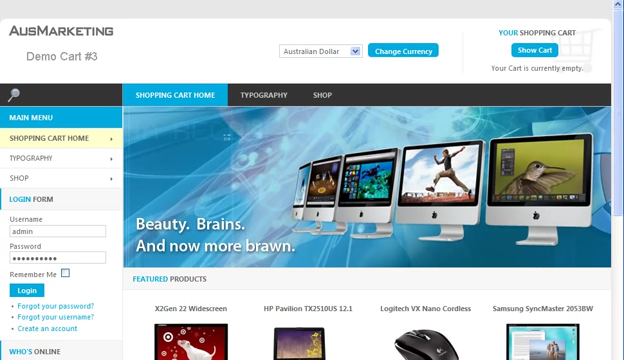 AusMarketing
Demo Cart #3
Australian Dollar
Change Currency
YOUR SHOPPING CART
Show Cart
Your Cart is currently empty.
SHOPPING CART HOME
TYPOGRAPHY
SHOP
MAIN MENU
SHOPPING CART HOME
TYPOGRAPHY
SHOP
LOGIN FORM
Username
admin
Password
••••••••••
Remember Me
Login
Forgot your password?
Forgot your username?
Create an account
WHO'S ONLINE
Beauty. Brains.
And now more brawn.
FEATURED PRODUCTS
X2Gen 22 Widescreen
HP Pavilion TX2510US 12.1
Logitech VX Nano Cordless
Samsung SyncMaster 2053BW